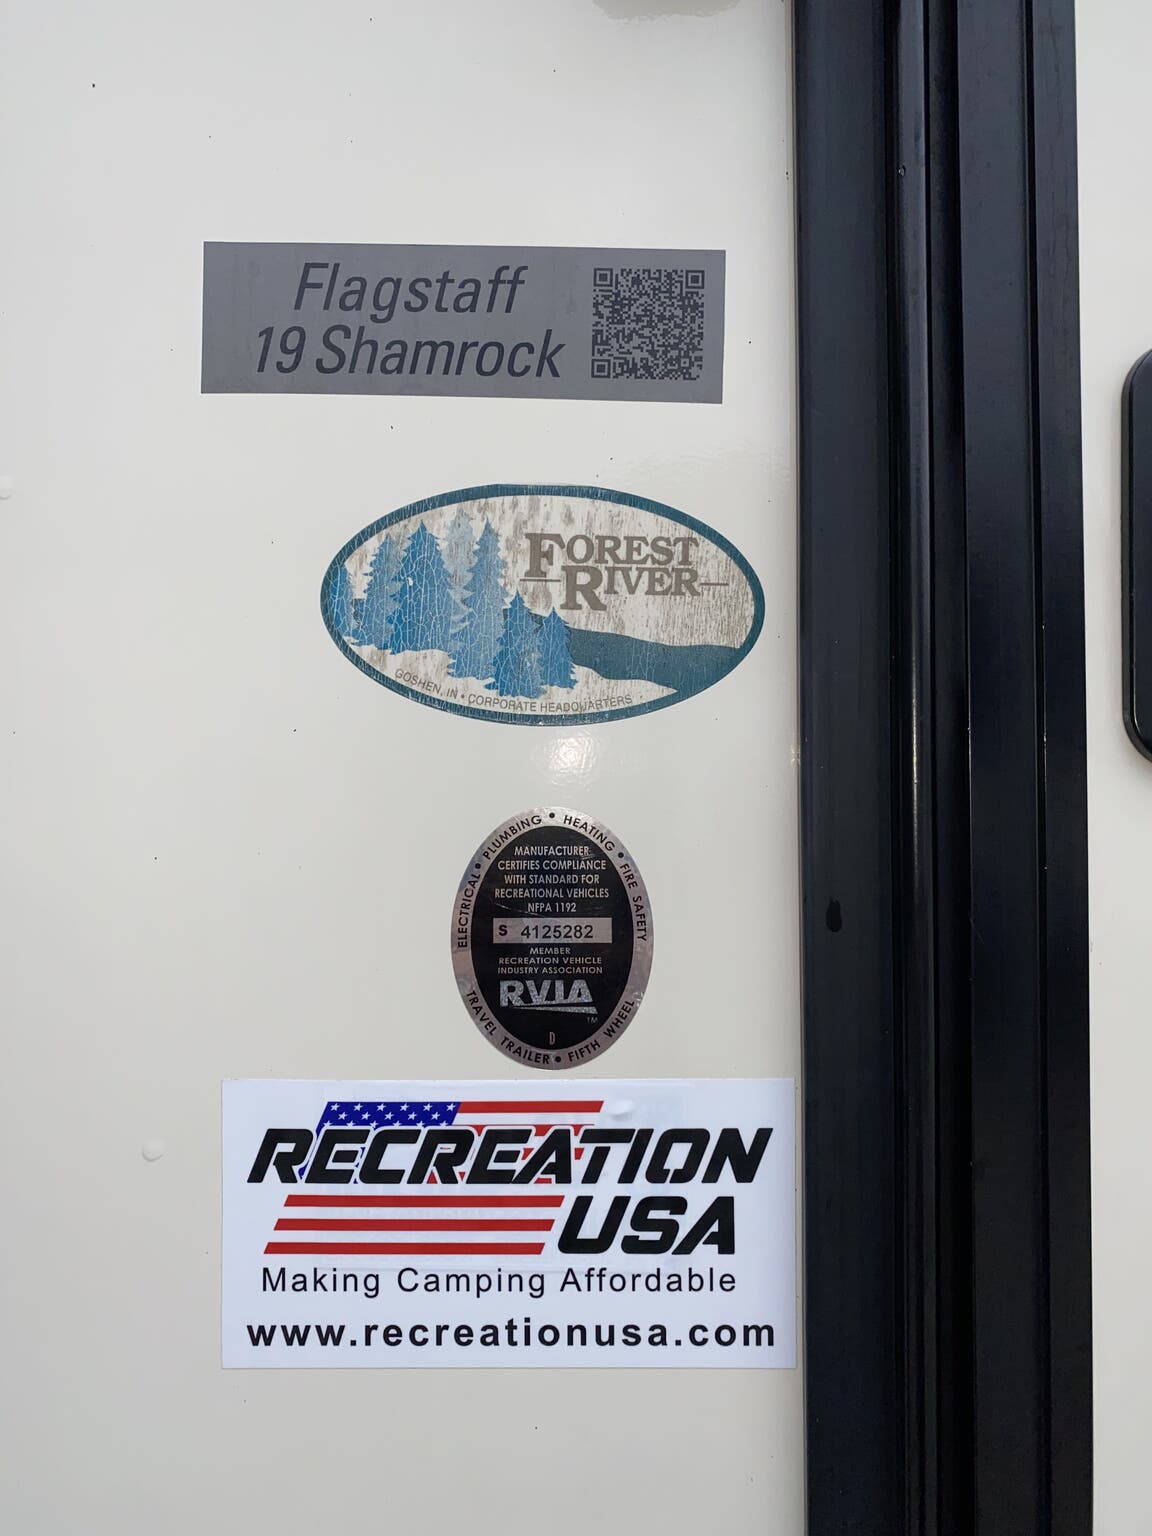 Flagstaff
19 Shamrock
FOREST
RIVER
GOSHEN, IN • CORPORATE HEADQUARTERS
ELECTRICAL • PLUMBING • HEATING • FIRE SAFETY
MANUFACTURER
CERTIFIES COMPLIANCE
WITH STANDARD FOR
RECREATIONAL VEHICLES
NFPA 1192
S 4125282
MEMBER
RECREATION VEHICLE
INDUSTRY ASSOCIATION
RVIA
TM
D
TRAVEL TRAILER • FIFTH WHEEL
RECREATION
USA
Making Camping Affordable
www.recreationusa.com